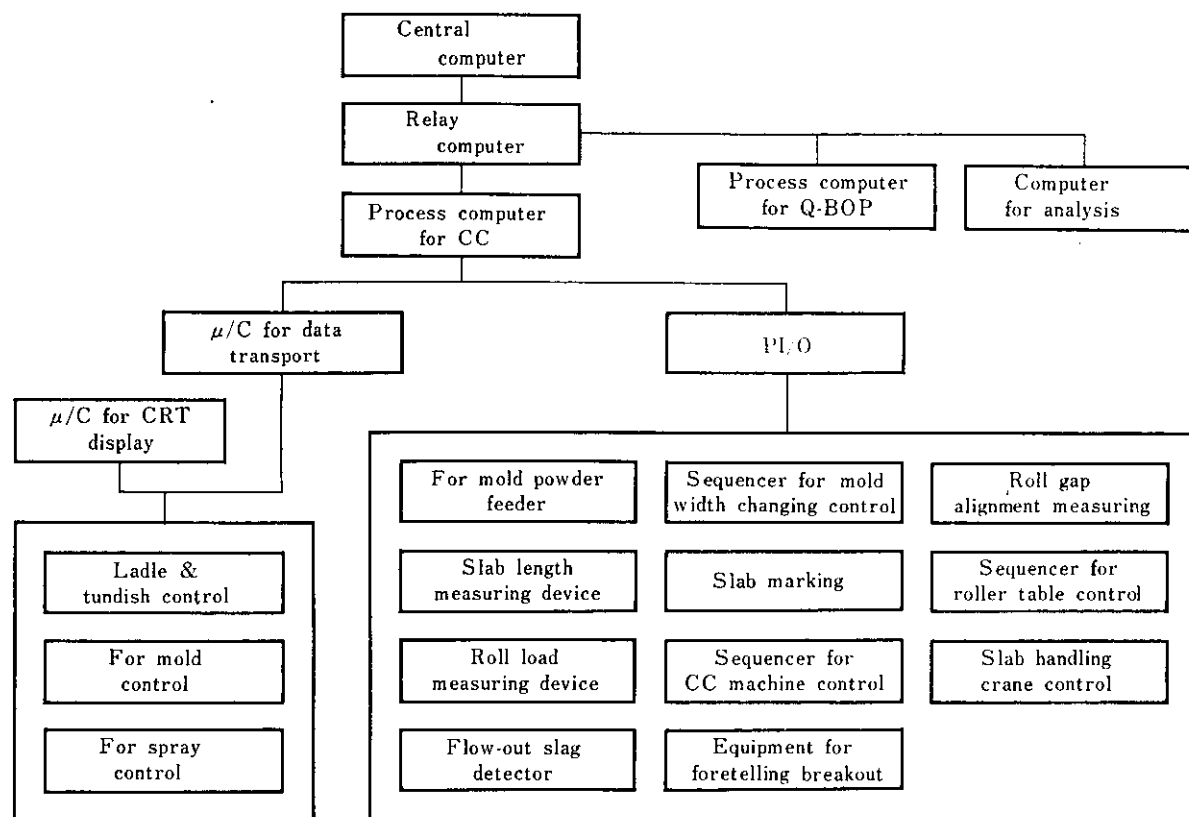 Central
computer
Relay
computer
Process computer
for CC
Process computer
for Q-BOP
Computer
for analysis
μ/C for data
transport
PI/O
μ/C for CRT
display
Ladle &
tundish control
For mold
control
For spray
control
For mold powder
feeder
Sequencer for mold
width changing control
Roll gap
alignment measuring
Slab length
measuring device
Slab marking
Sequencer for
roller table control
Roll load
measuring device
Sequencer for
CC machine control
Slab handling
crane control
Flow-out slag
detector
Equipment for
foretelling breakout